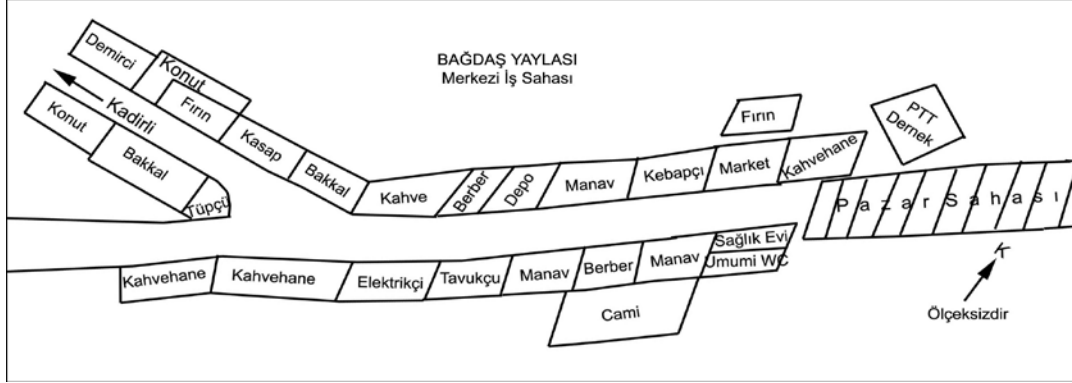 BAĞDAŞ YAYLASI
Merkezi İş Sahası
Demirci
Konut
Fırın
Kasap
Bakkal
Kadirli
Konut
Bakkal
Tüpçü
Kahve
Berber
Depo
Manav
Kebapçı
Market
Kahvehane
Fırın
PTT
Dernek
Pazar Sahası
Kahvehane
Kahvehane
Elektrikçi
Tavukçu
Manav
Berber
Manav
Sağlık Evi
Umumi WC
Cami
K
Ölçeksizdir